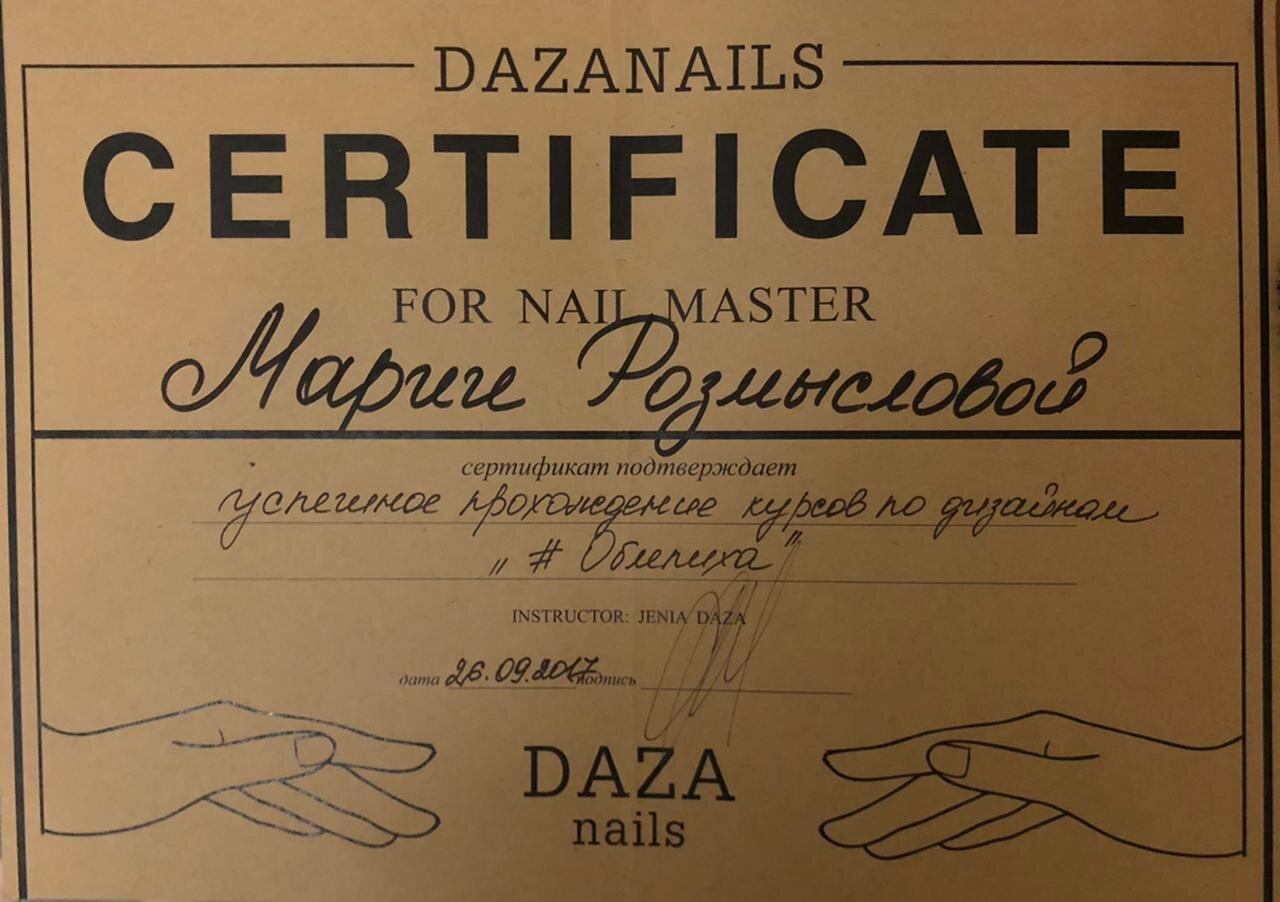 DAZANAILS
CERTIFICATE
FOR NAIL MASTER
Марии Розмысловой
сертификат подтверждает
успешное прохождение курсов по дизайнам
„ # Облепиха "
INSTRUCTOR: JENIA DAZA
дата 26.09.2017 подпись
DAZA
nails